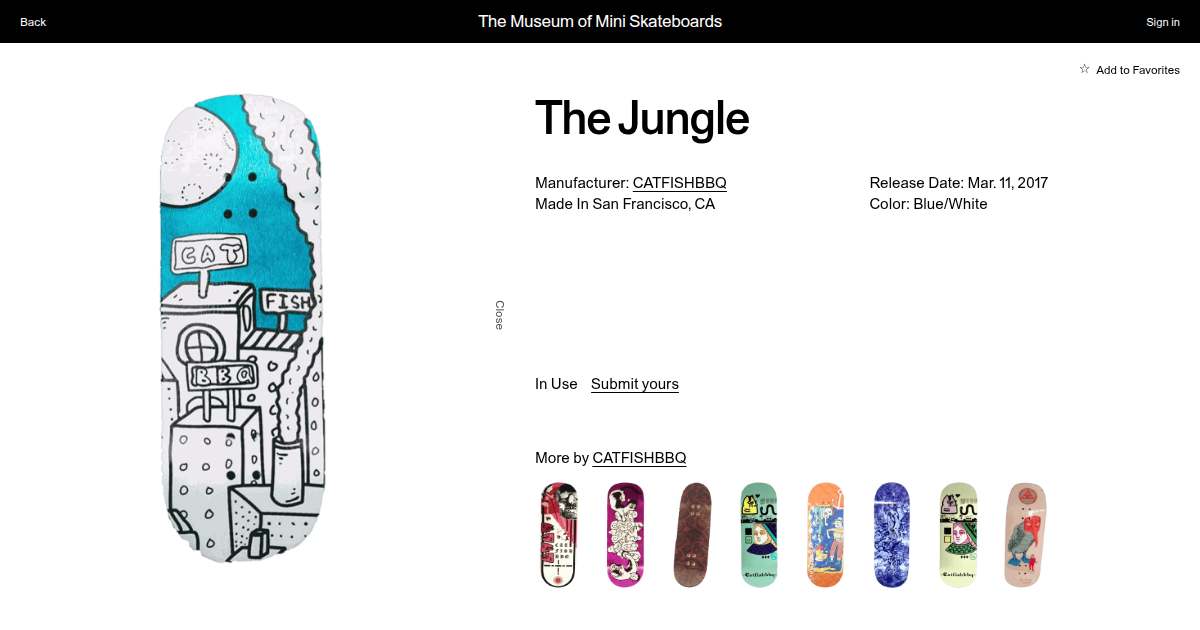 Back
The Museum of Mini Skateboards
Sign in
☆ Add to Favorites
The Jungle
Manufacturer: CATFISHBBQ
Made In San Francisco, CA
Release Date: Mar. 11, 2017
Color: Blue/White
CAT
FISH
BBQ
Close
In Use Submit yours
More by CATFISHBBQ
Catfishbbq
Catfishbbq